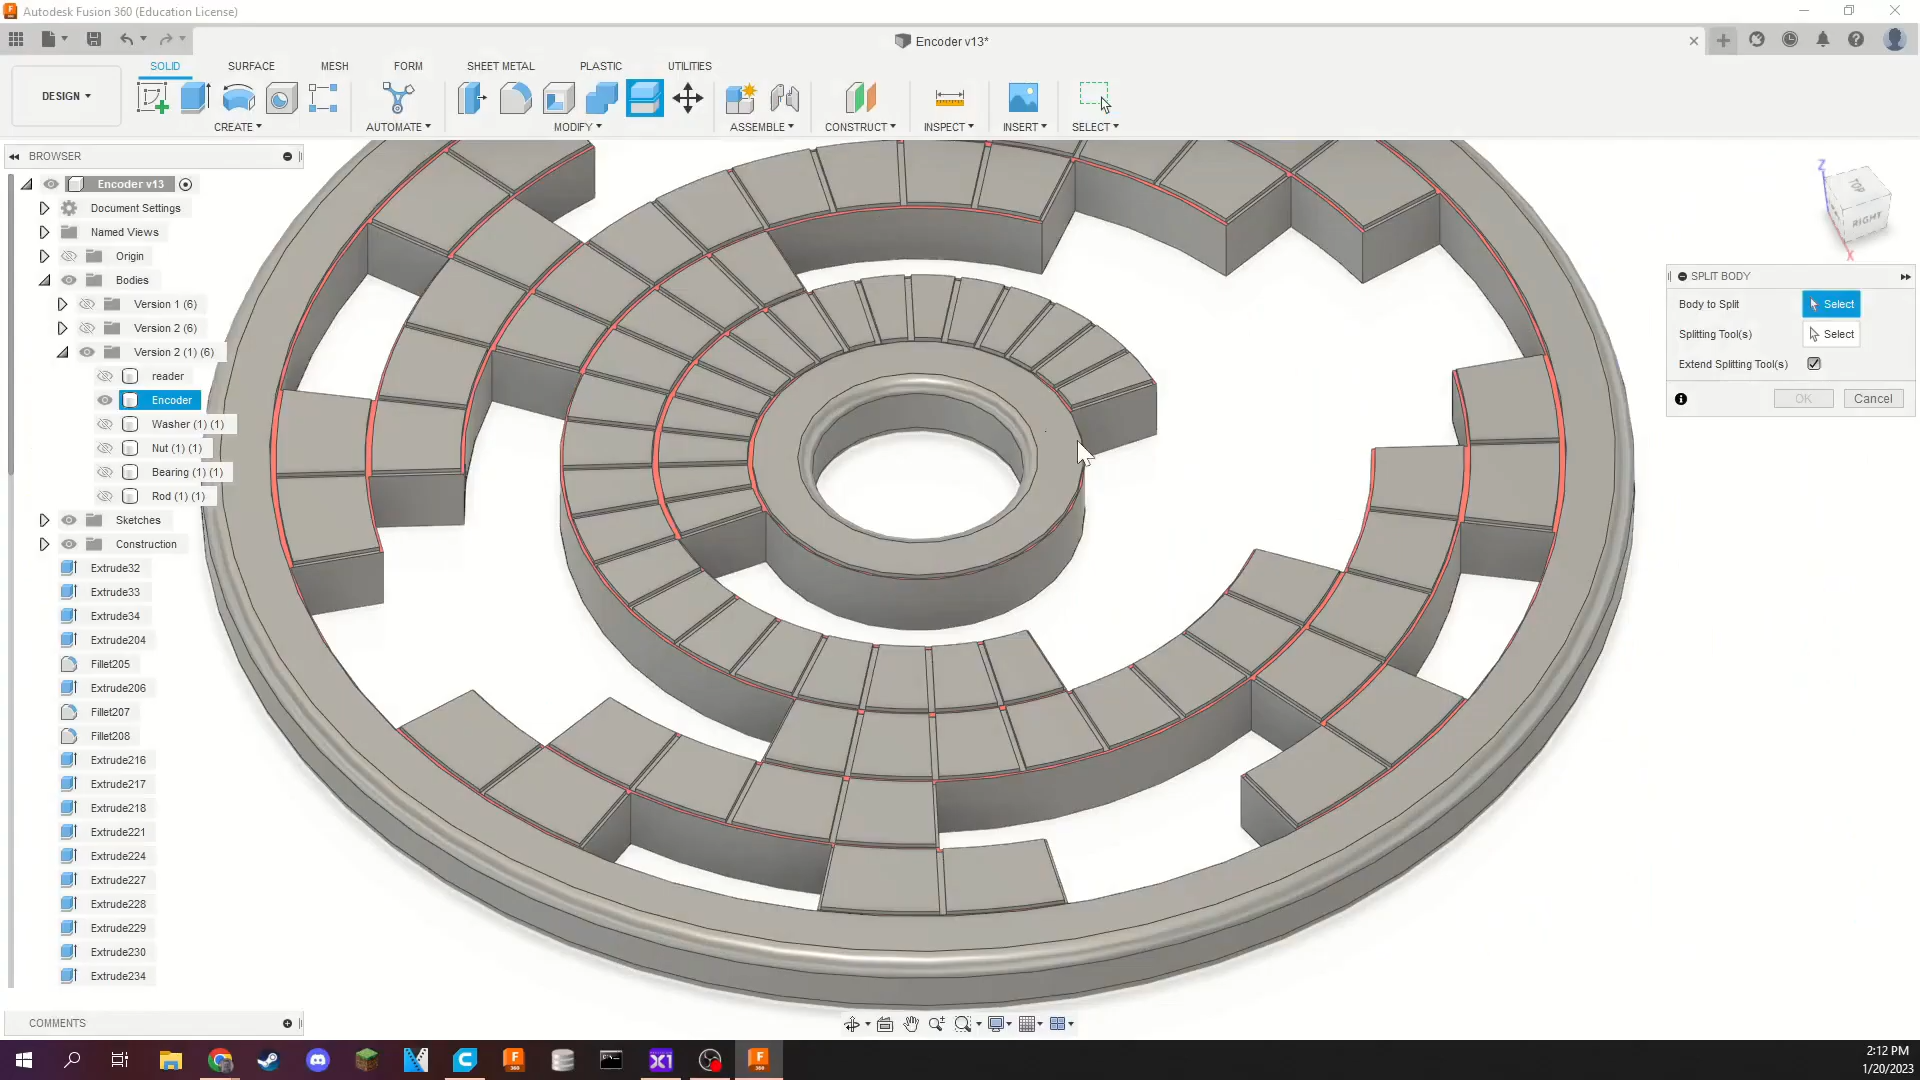 Autodesk Fusion 360 (Education License)
Encoder v13*
SOLID SURFACE MESH FORM SHEET METAL PLASTIC UTILITIES
DESIGN
CREATE AUTOMATE MODIFY ASSEMBLE CONSTRUCT INSPECT INSERT SELECT
BROWSER
Encoder v13
Document Settings
Named Views
Origin
Bodies
Version 1 (6)
Version 2 (6)
Version 2 (1) (6)
reader
Encoder
Washer (1) (1)
Nut (1) (1)
Bearing (1) (1)
Rod (1) (1)
Sketches
Construction
Extrude32
Extrude33
Extrude34
Extrude204
Fillet205
Extrude206
Fillet207
Fillet208
Extrude216
Extrude217
Extrude218
Extrude221
Extrude224
Extrude227
Extrude228
Extrude229
Extrude230
Extrude234
COMMENTS
Z
TOP
RIGHT
X
SPLIT BODY
Body to Split Select
Splitting Tool(s) Select
Extend Splitting Tool(s)
OK Cancel
2:12 PM
1/20/2023